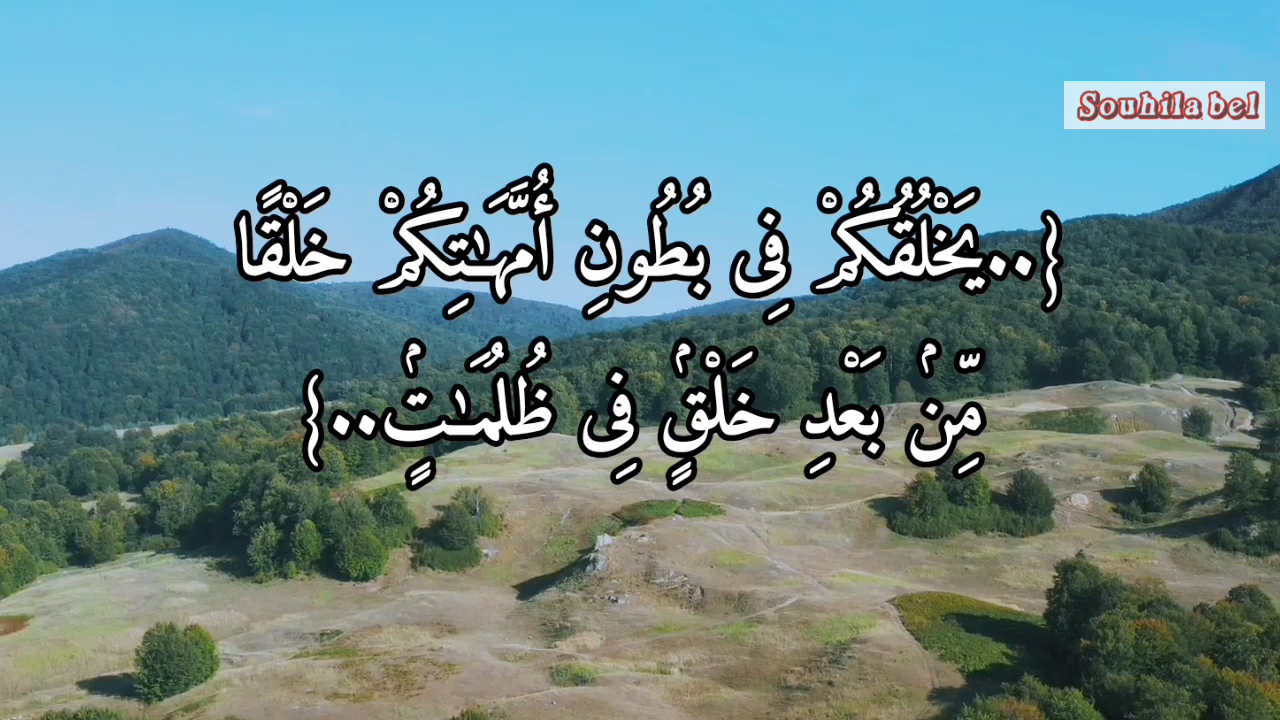 Souhila bel
{..يَخْلُقُكُمْ فِى بُطُونِ أُمَّهَـٰتِكُمْ خَلْقًا
مِّنۢ بَعْدِ خَلْقٍۢ فِى ظُلُمَـٰتٍۢ..}